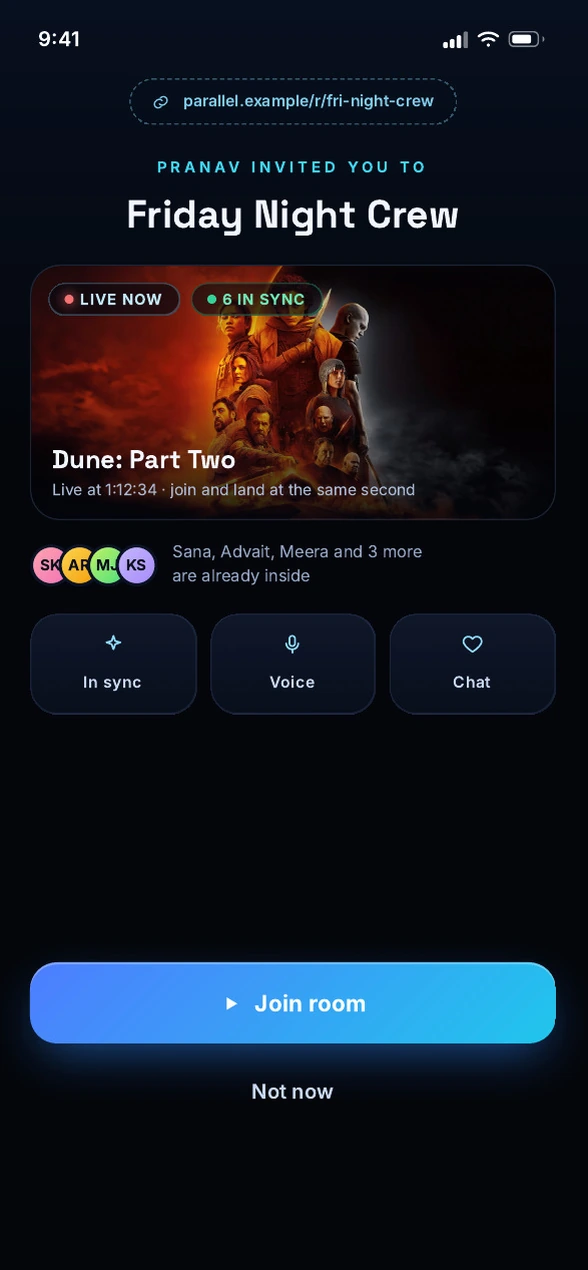 9:41
parallel.example/r/fri-night-crew
PRANAV INVITED YOU TO
Friday Night Crew
LIVE NOW
6 IN SYNC
Dune: Part Two
Live at 1:12:34 · join and land at the same second
SK AR MJ KS
Sana, Advait, Meera and 3 more
are already inside
In sync
Voice
Chat
Join room
Not now